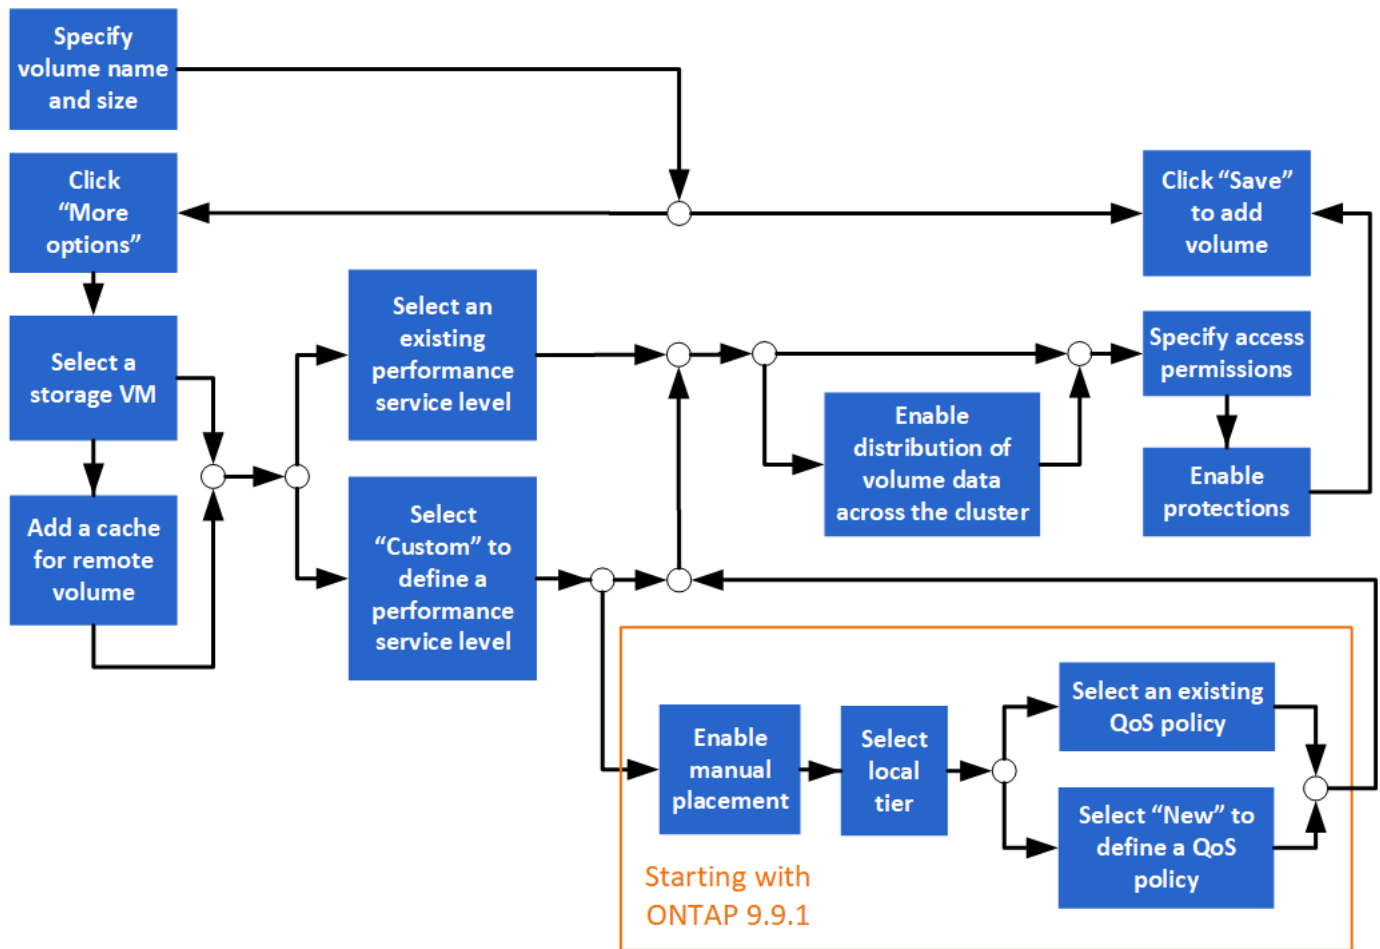 Specify
volume name
and size
Click
“More
options”
Click “Save”
to add
volume
Select a
storage VM
Select an
existing
performance
service level
Specify access
permissions
Enable
distribution of
volume data
across the cluster
Enable
protections
Add a cache
for remote
volume
Select
“Custom” to
define a
performance
service level
Enable
manual
placement
Select
local
tier
Select an existing
QoS policy
Select “New” to
define a QoS
policy
Starting with
ONTAP 9.9.1